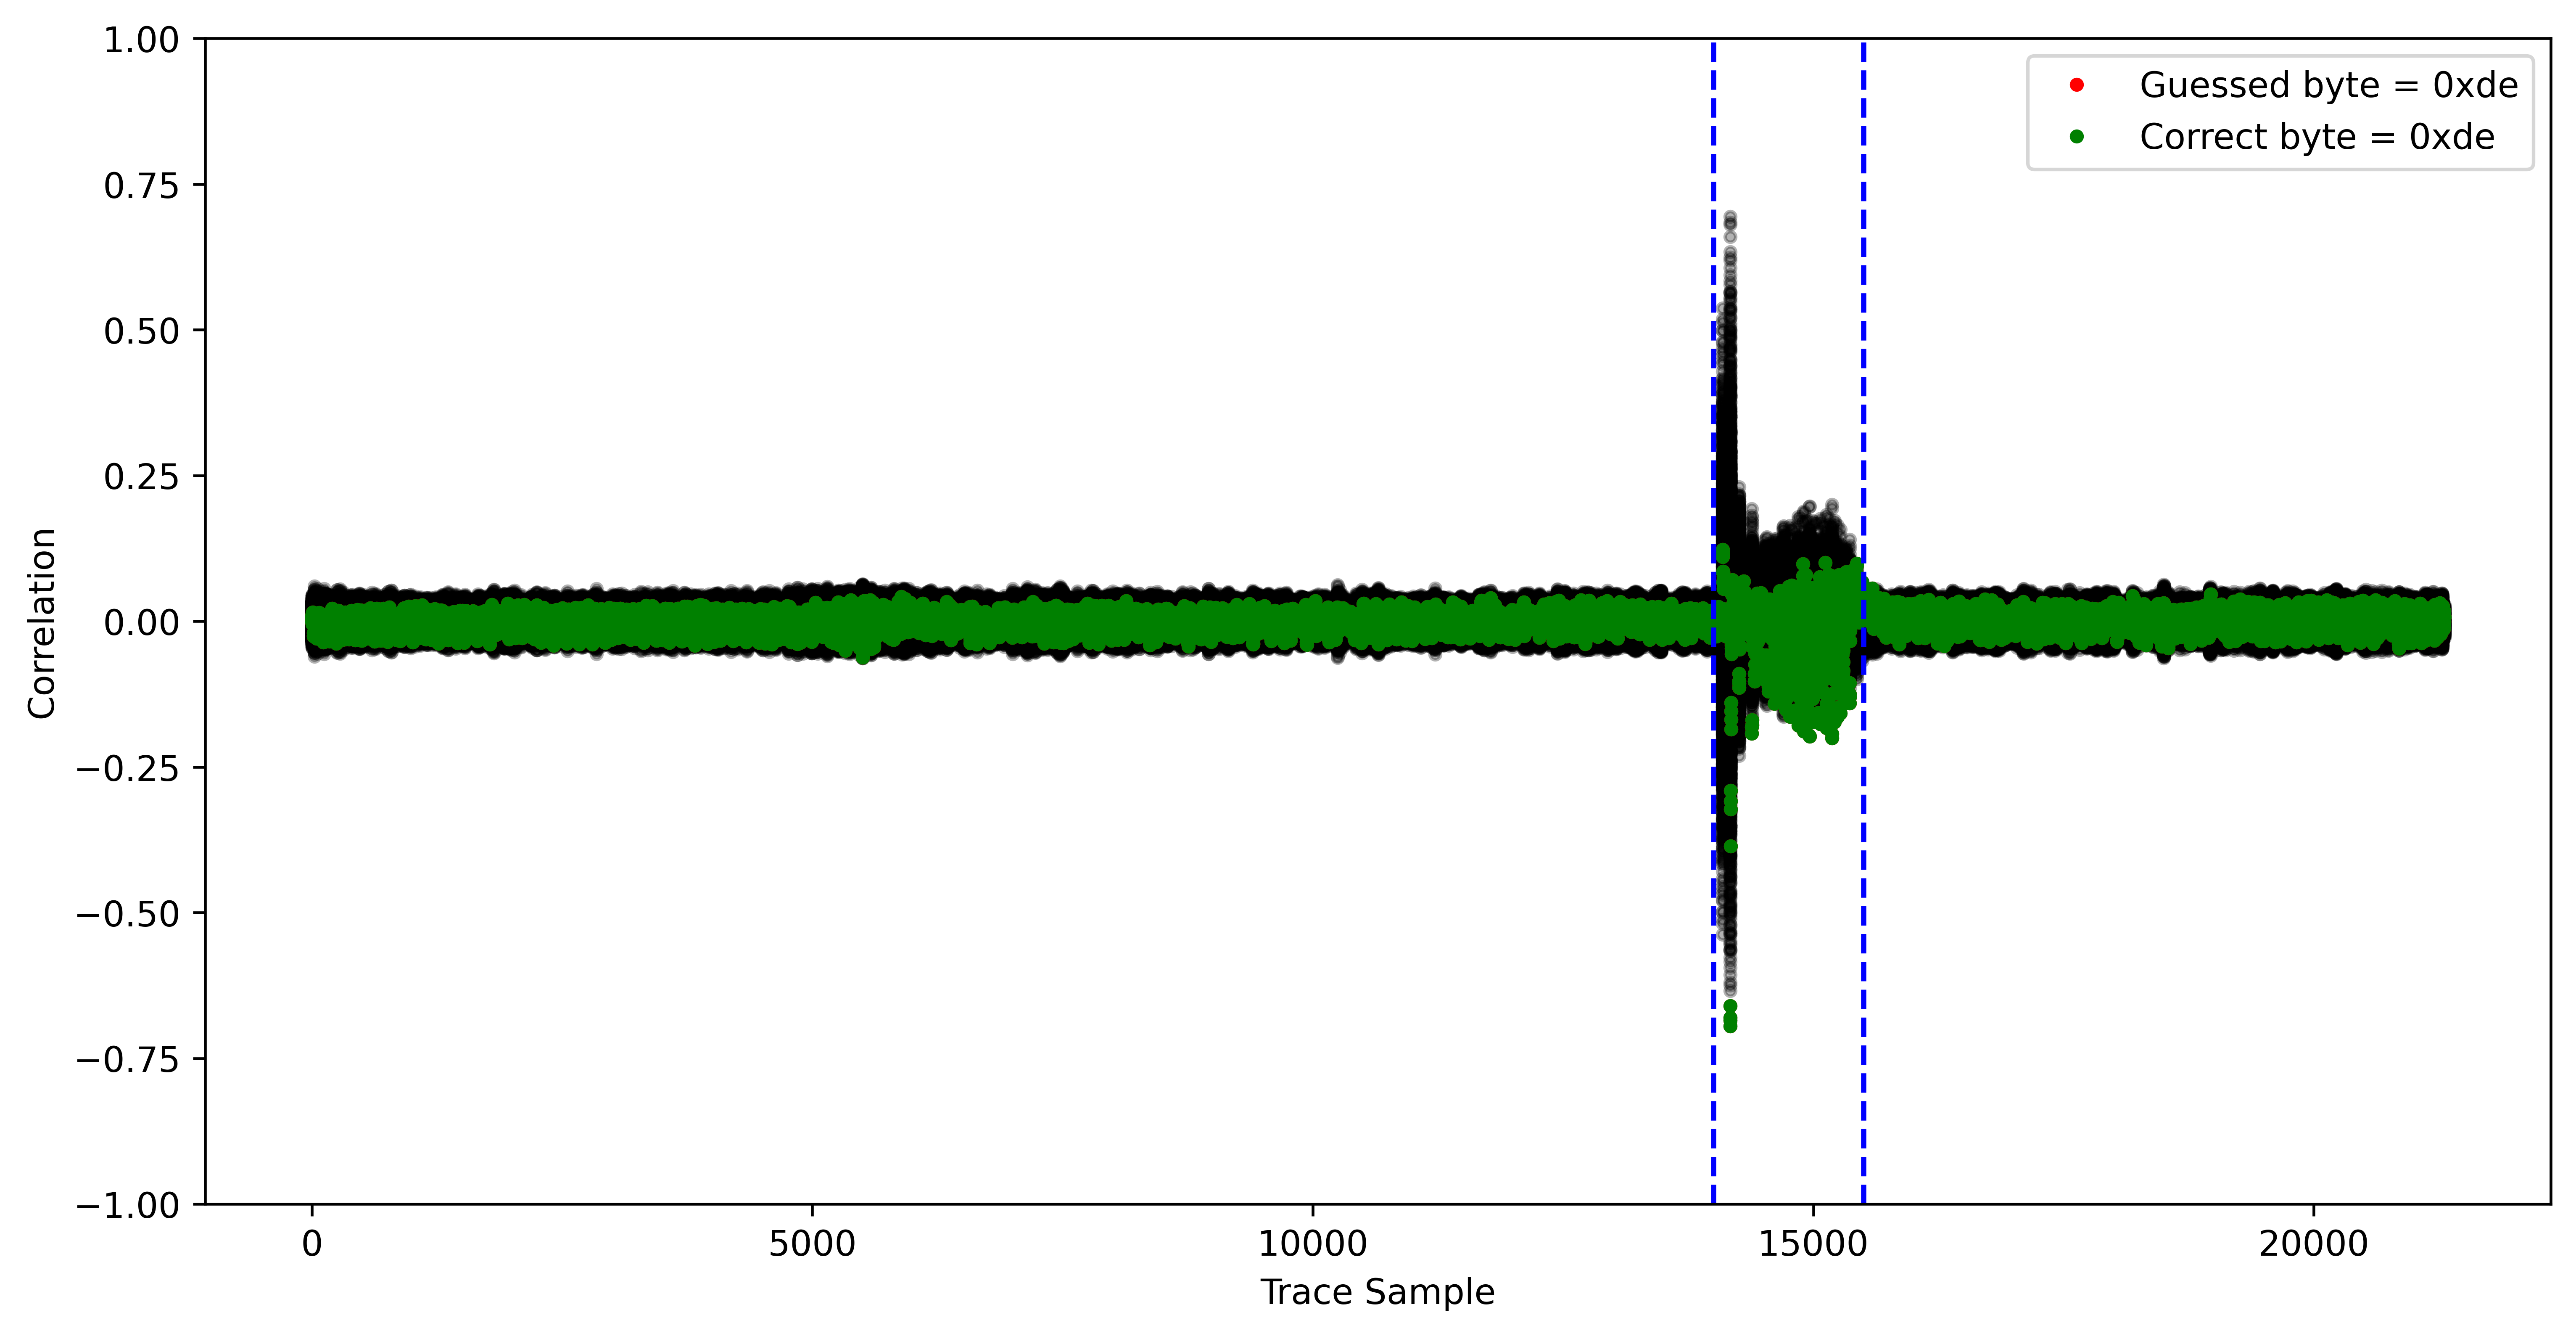 1.00
0.75
0.50
0.25
0.00
−0.25
−0.50
−0.75
−1.00
Correlation
0 5000 10000 15000 20000
Trace Sample
Guessed byte = 0xde
Correct byte = 0xde